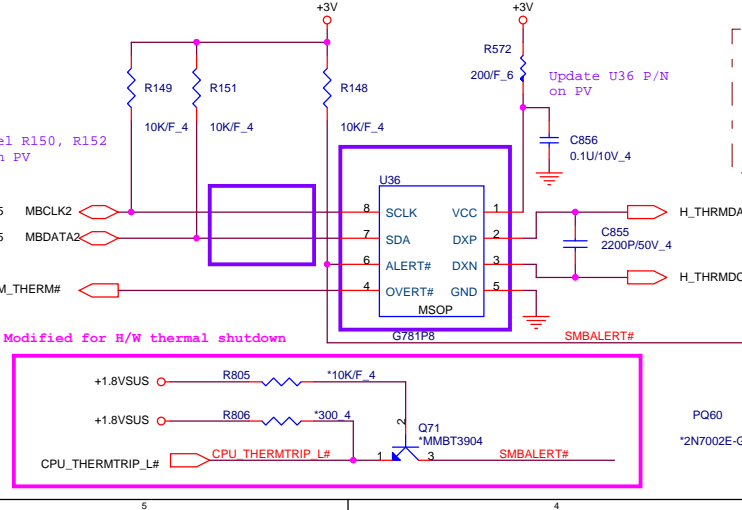 +3V
+3V
R572
200/F_6
Update U36 P/N
on PV
R149
R151
R148
10K/F_4
10K/F_4
10K/F_4
C856
0.1U/10V_4
el R150, R152
n PV
U36
5 MBCLK2
8 SCLK
VCC 1
H_THRMDA
5 MBDATA2
7 SDA
DXP 2
C855
2200P/50V_4
6 ALERT#
DXN 3
H_THRMDC
M_THERM#
4 OVERT#
GND 5
MSOP
G781P8
SMBALERT#
Modified for H/W thermal shutdown
+1.8VSUS
R805
*10K/F_4
+1.8VSUS
R806
*300_4
2
Q71
*MMBT3904
PQ60
*2N7002E-G
CPU_THERMTRIP_L#
CPU_THERMTRIP_L#
1
3
SMBALERT#
5
4